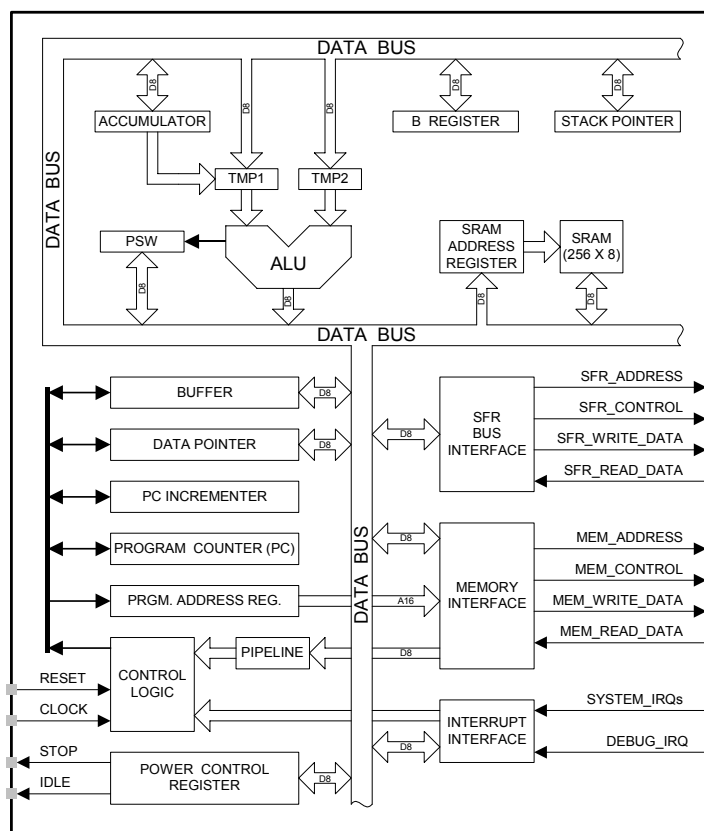 DATA BUS
D8
D8
D8
D8
D8
ACCUMULATOR
B REGISTER
STACK POINTER
DATA BUS
TMP1
TMP2
PSW
ALU
SRAM
ADDRESS
REGISTER
SRAM
(256 X 8)
D8
D8
D8
D8
DATA BUS
BUFFER
D8
DATA POINTER
D8
PC INCREMENTER
PROGRAM COUNTER (PC)
PRGM. ADDRESS REG.
A16
DATA BUS
D8
SFR
BUS
INTERFACE
SFR_ADDRESS
SFR_CONTROL
SFR_WRITE_DATA
SFR_READ_DATA
D8
MEMORY
INTERFACE
MEM_ADDRESS
MEM_CONTROL
MEM_WRITE_DATA
MEM_READ_DATA
CONTROL
LOGIC
PIPELINE
D8
RESET
CLOCK
INTERRUPT
INTERFACE
D8
SYSTEM_IRQs
DEBUG_IRQ
STOP
IDLE
POWER CONTROL
REGISTER
D8